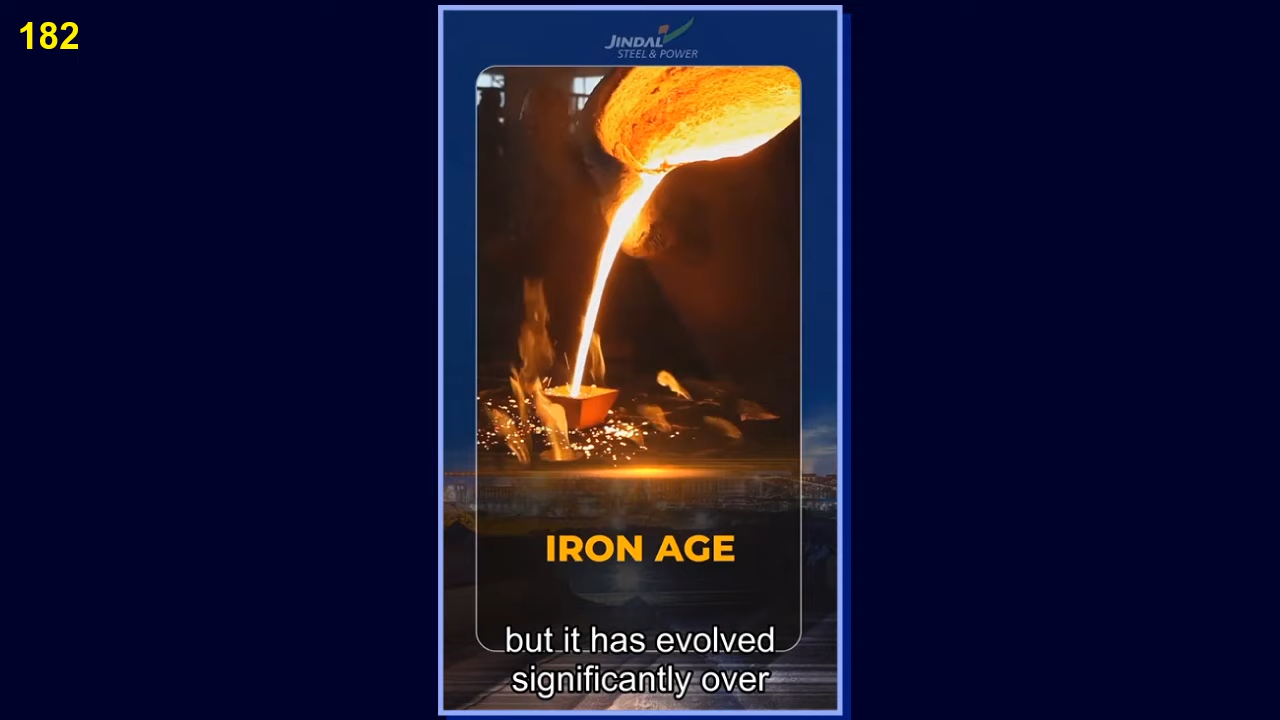 182
JINDAL
STEEL & POWER
IRON AGE
but it has evolved
significantly over